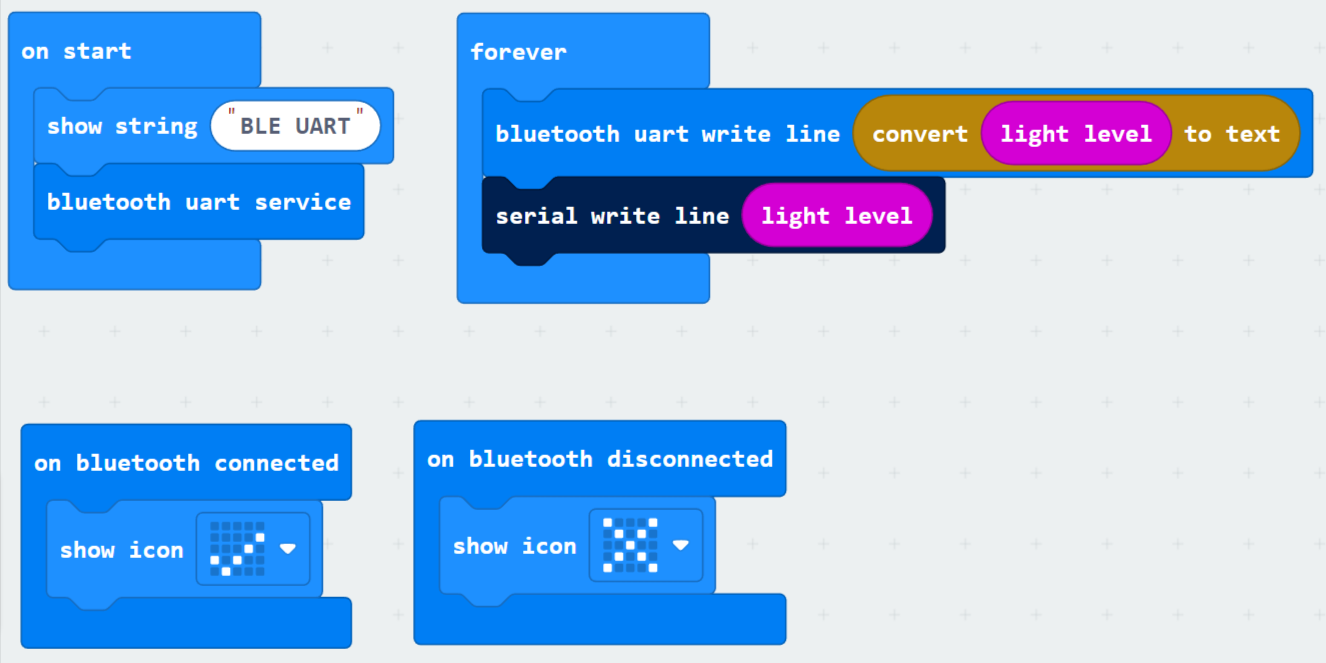 on start
show string "BLE UART"
bluetooth uart service
forever
bluetooth uart write line convert light level to text
serial write line light level
on bluetooth connected
show icon
on bluetooth disconnected
show icon